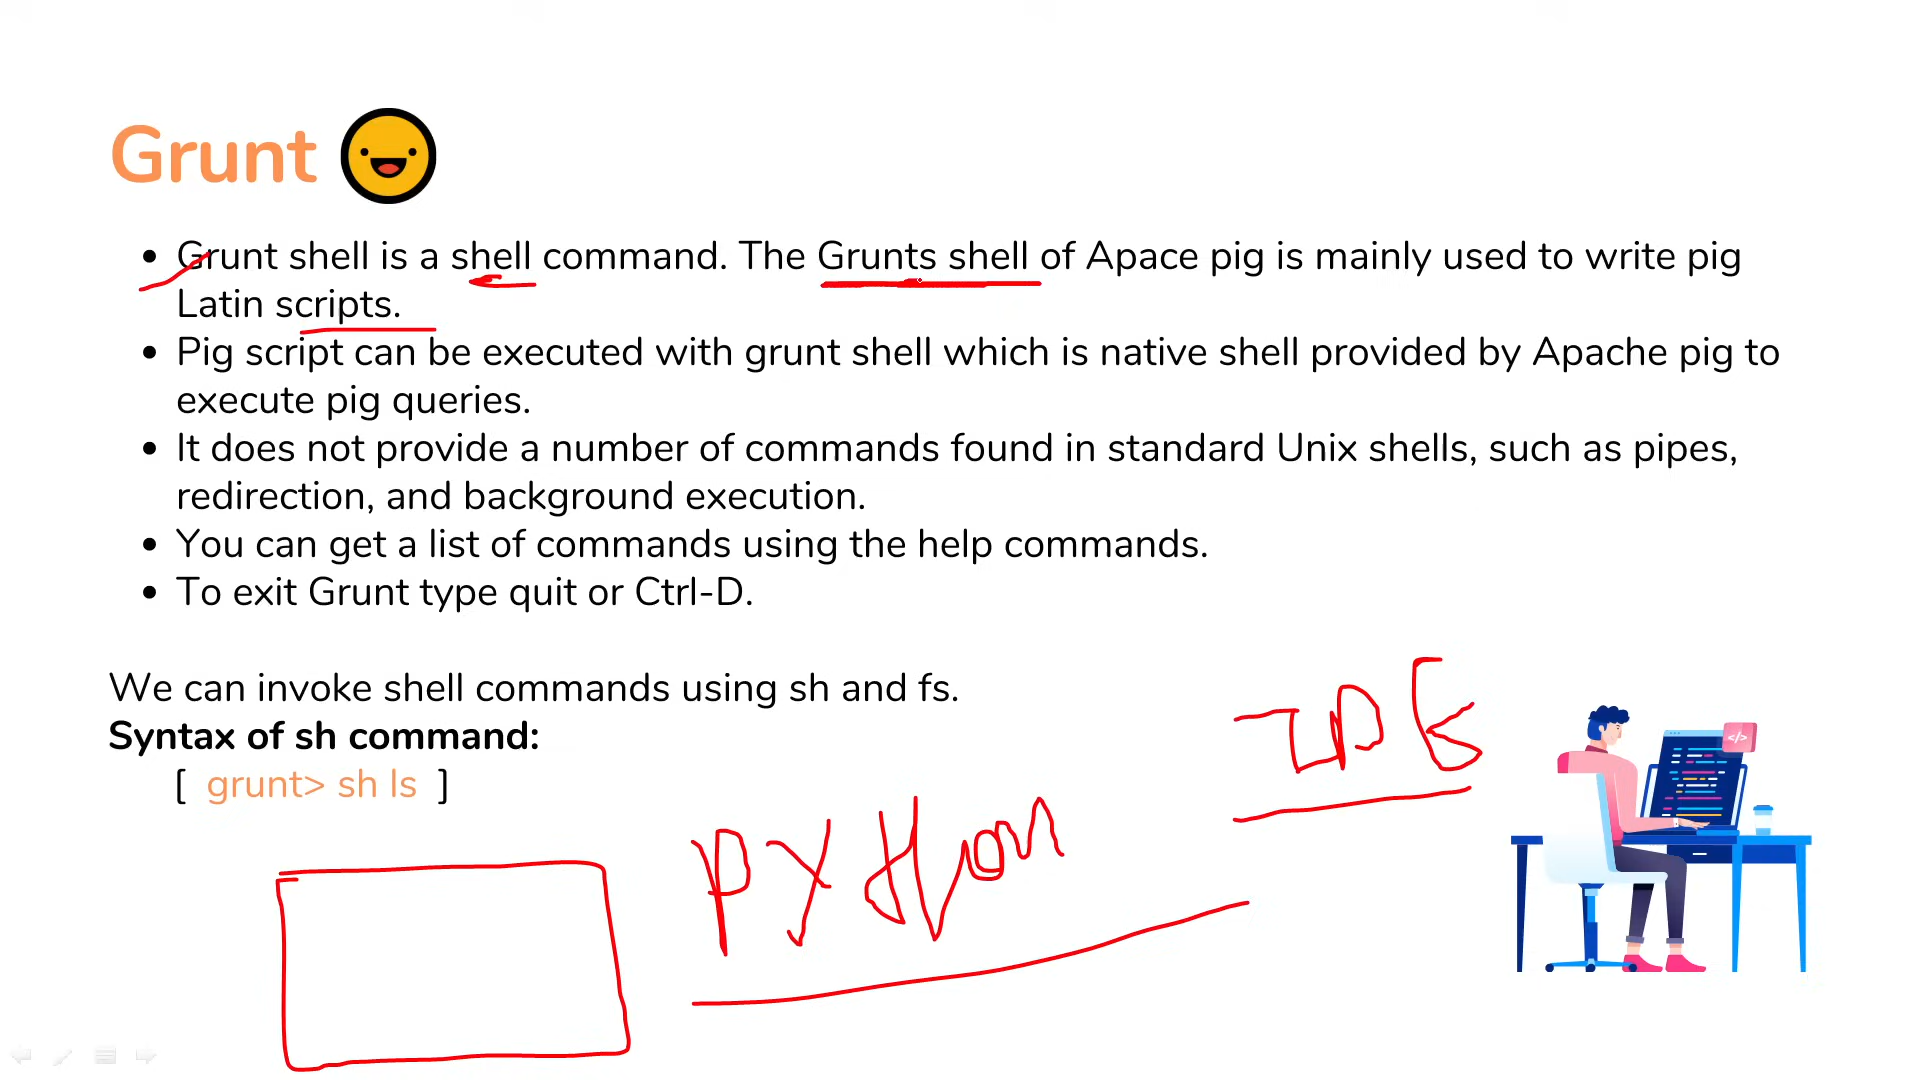 Grunt
• Grunt shell is a shell command. The Grunts shell of Apace pig is mainly used to write pig
Latin scripts.
• Pig script can be executed with grunt shell which is native shell provided by Apache pig to
execute pig queries.
• It does not provide a number of commands found in standard Unix shells, such as pipes,
redirection, and background execution.
• You can get a list of commands using the help commands.
• To exit Grunt type quit or Ctrl-D.
We can invoke shell commands using sh and fs.
Syntax of sh command:
[ grunt> sh ls ]
IDE
</>
Python